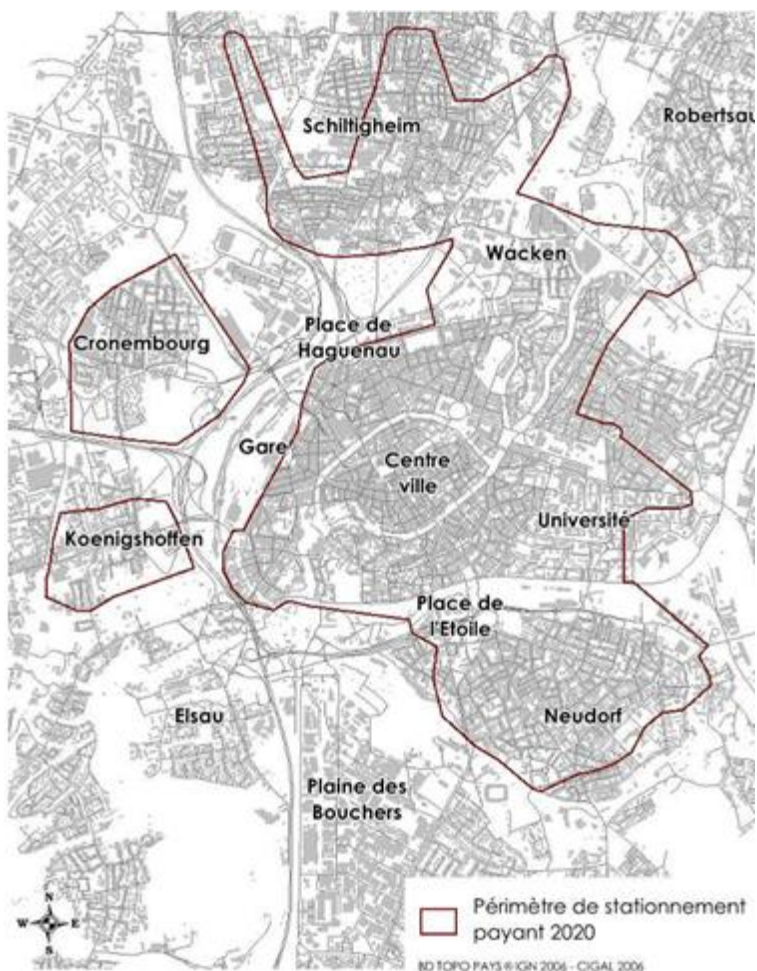 Schiltigheim
Robertsau
Wacken
Place de
Haguenau
Cronembourg
Gare
Centre
ville
Université
Koenigshoffen
Place de
l'Etoile
Elsau
Neudorf
Plaine des
Bouchers
N
W E
S
Périmètre de stationnement
payant 2020
BD TOPO PAYS ® IGN 2006 - CIGAL 2006